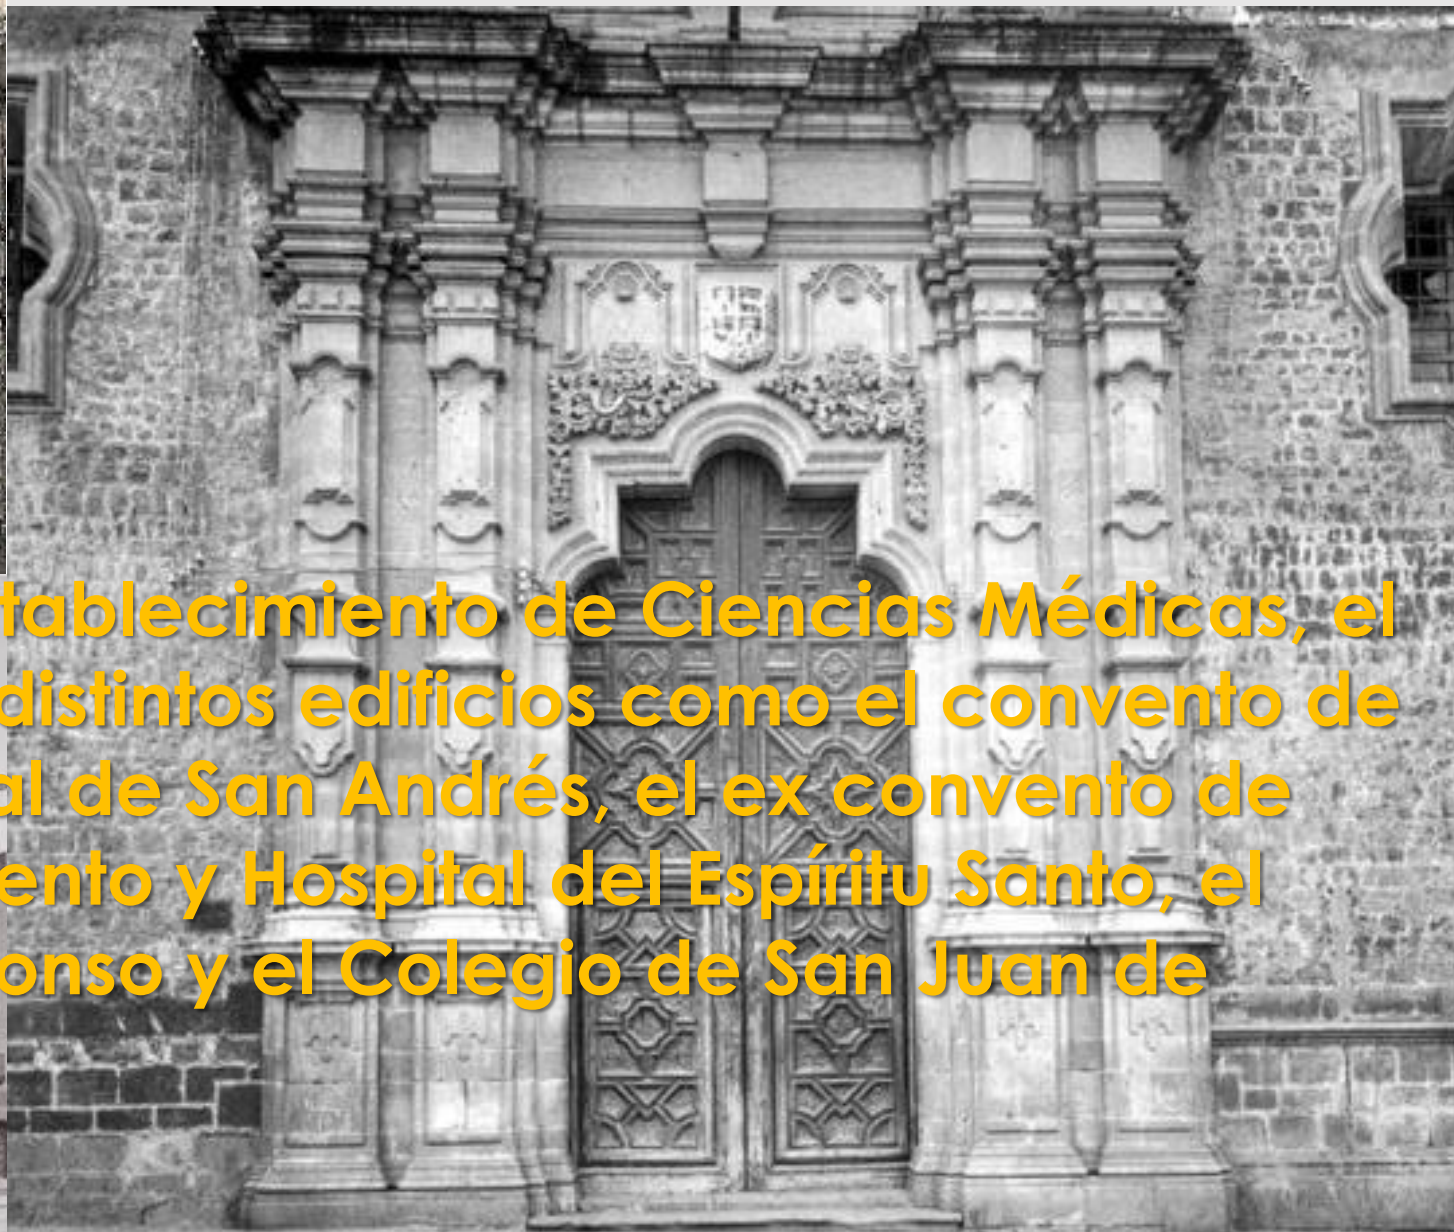 tablecimiento de Ciencias Médicas, el
distintos edificios como el convento de
al de San Andrés, el ex convento de
ento y Hospital del Espíritu Santo, el
onso y el Colegio de San Juan de